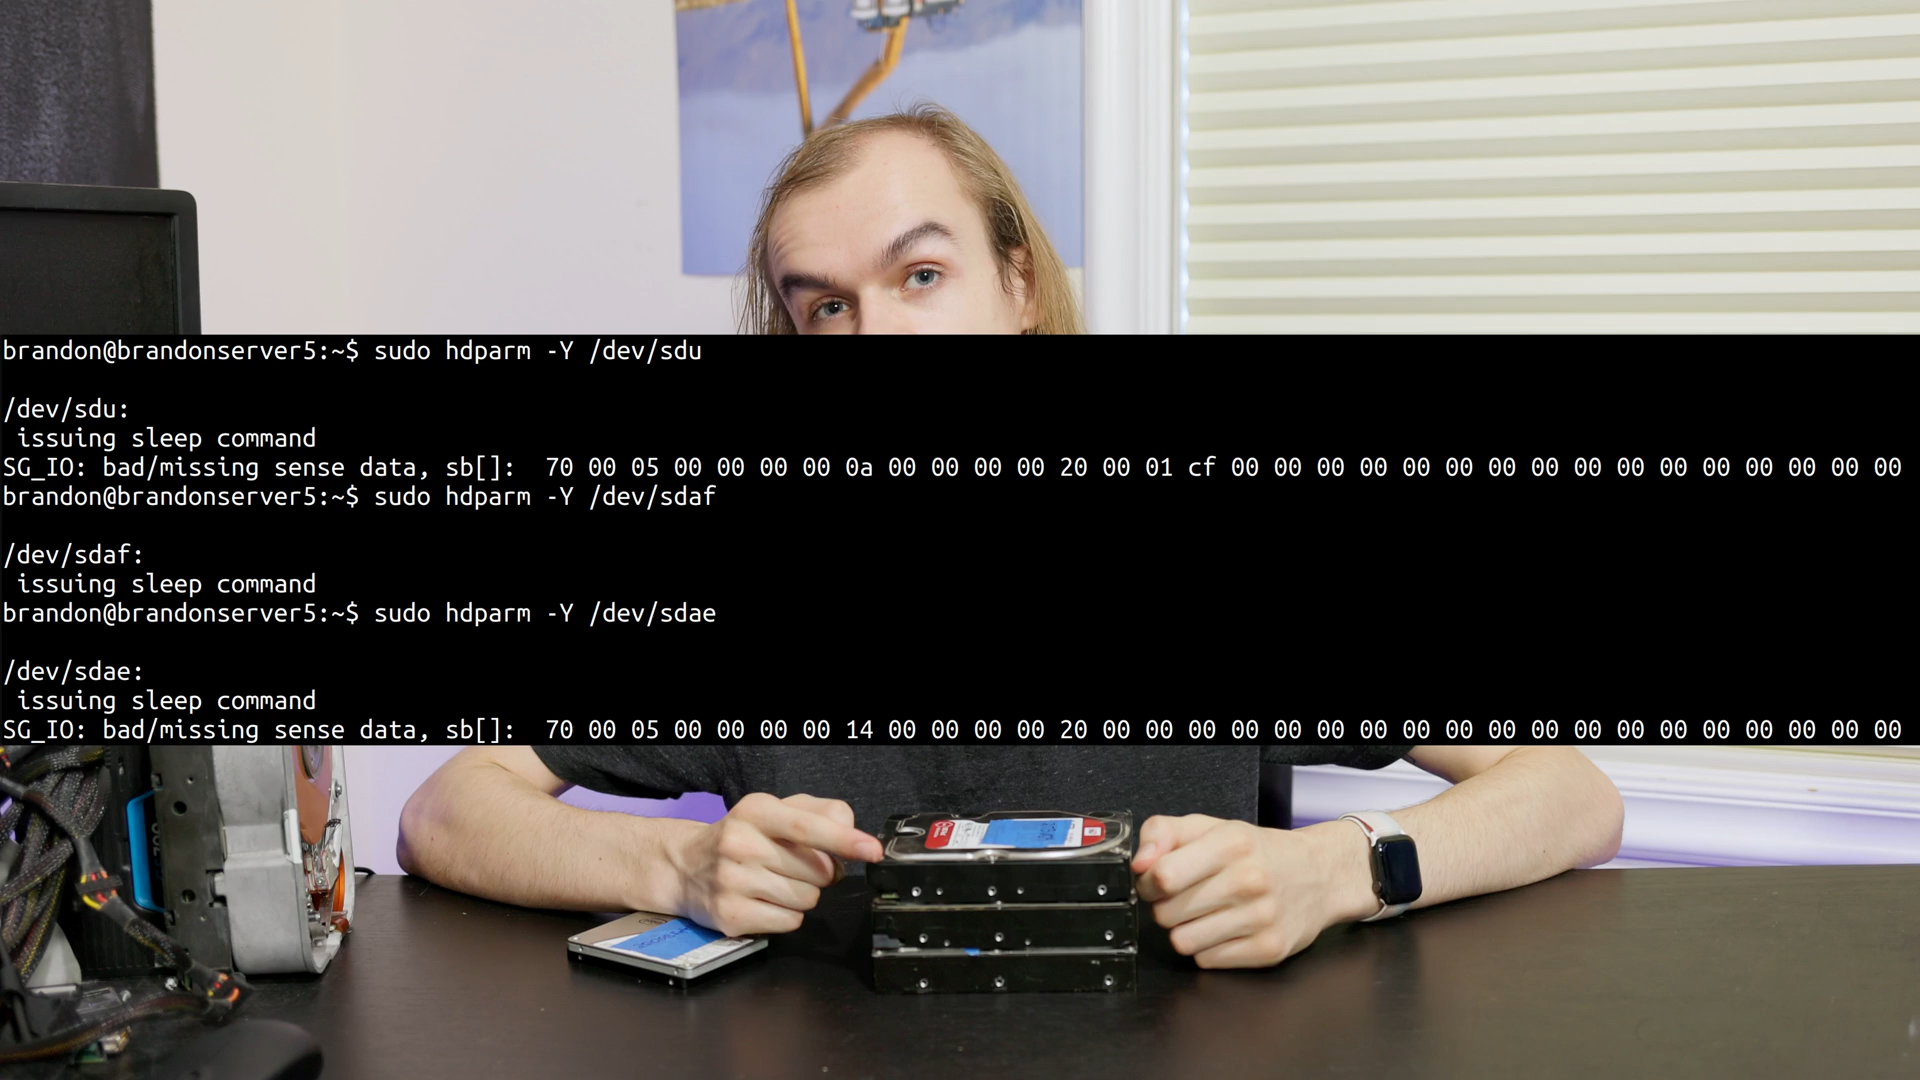 brandon@brandonserver5:~$ sudo hdparm -Y /dev/sdu
/dev/sdu:
issuing sleep command
SG_IO: bad/missing sense data, sb[]: 70 00 05 00 00 00 00 0a 00 00 00 00 20 00 01 cf 00 00 00 00 00 00 00 00 00 00 00 00 00 00 00 00
brandon@brandonserver5:~$ sudo hdparm -Y /dev/sdaf
/dev/sdaf:
issuing sleep command
brandon@brandonserver5:~$ sudo hdparm -Y /dev/sdae
/dev/sdae:
issuing sleep command
SG_IO: bad/missing sense data, sb[]: 70 00 05 00 00 00 00 14 00 00 00 00 20 00 00 00 00 00 00 00 00 00 00 00 00 00 00 00 00 00 00 00